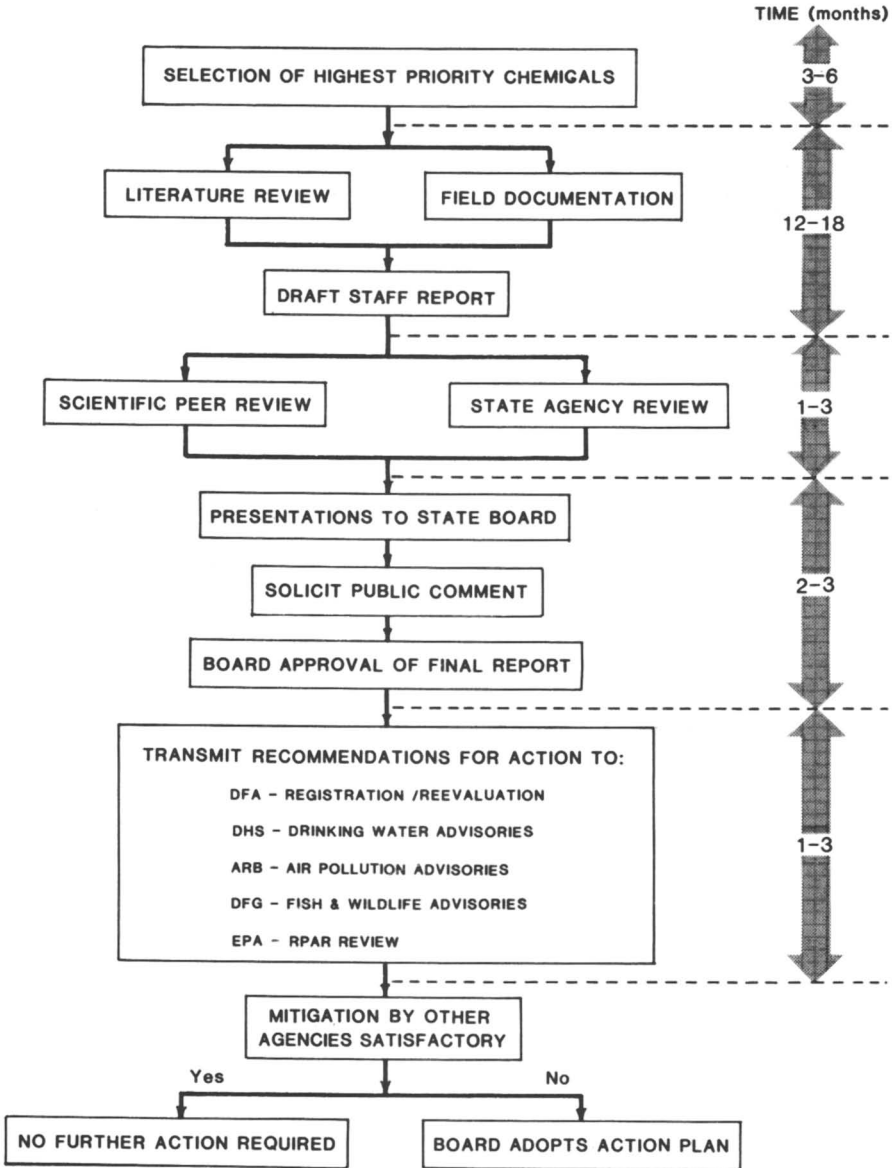 TIME (months)
SELECTION OF HIGHEST PRIORITY CHEMICALS
3-6
LITERATURE REVIEW
FIELD DOCUMENTATION
12-18
DRAFT STAFF REPORT
SCIENTIFIC PEER REVIEW
STATE AGENCY REVIEW
1-3
PRESENTATIONS TO STATE BOARD
SOLICIT PUBLIC COMMENT
2-3
BOARD APPROVAL OF FINAL REPORT
TRANSMIT RECOMMENDATIONS FOR ACTION TO:
DFA - REGISTRATION /REEVALUATION
DHS - DRINKING WATER ADVISORIES
ARB - AIR POLLUTION ADVISORIES
1-3
DFG - FISH & WILDLIFE ADVISORIES
EPA - RPAR REVIEW
MITIGATION BY OTHER
AGENCIES SATISFACTORY
Yes
No
NO FURTHER ACTION REQUIRED
BOARD ADOPTS ACTION PLAN